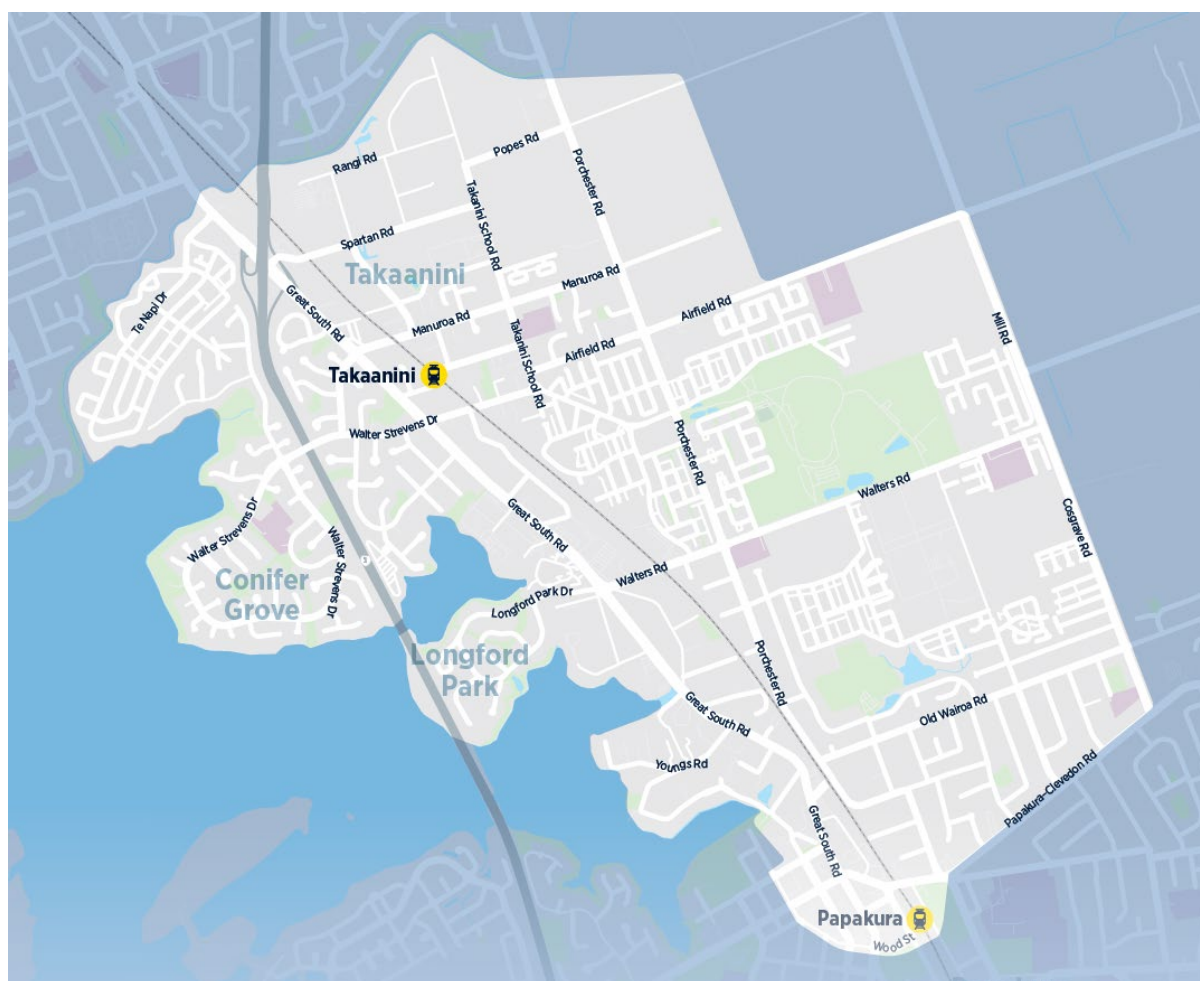 Popes Rd
Rangi Rd
Porchester Rd
Takanini School Rd
Spartan Rd
Takaanini
Manuroa Rd
Te Napi Dr
Great South Rd
Manuroa Rd
Airfield Rd
Mill Rd
Takanini School Rd
Airfield Rd
Takaanini
Walter Strevens Dr
Porchester Rd
Walters Rd
Walter Strevens Dr
Great South Rd
Cosgrave Rd
Walter Strevens Dr
1
Conifer
Grove
Walters Rd
Longford Park Dr
Longford
Park
Porchester Rd
Great South Rd
Old Wairoa Rd
Youngs Rd
Papakura-Clevedon Rd
Great South Rd
Papakura
Wood St